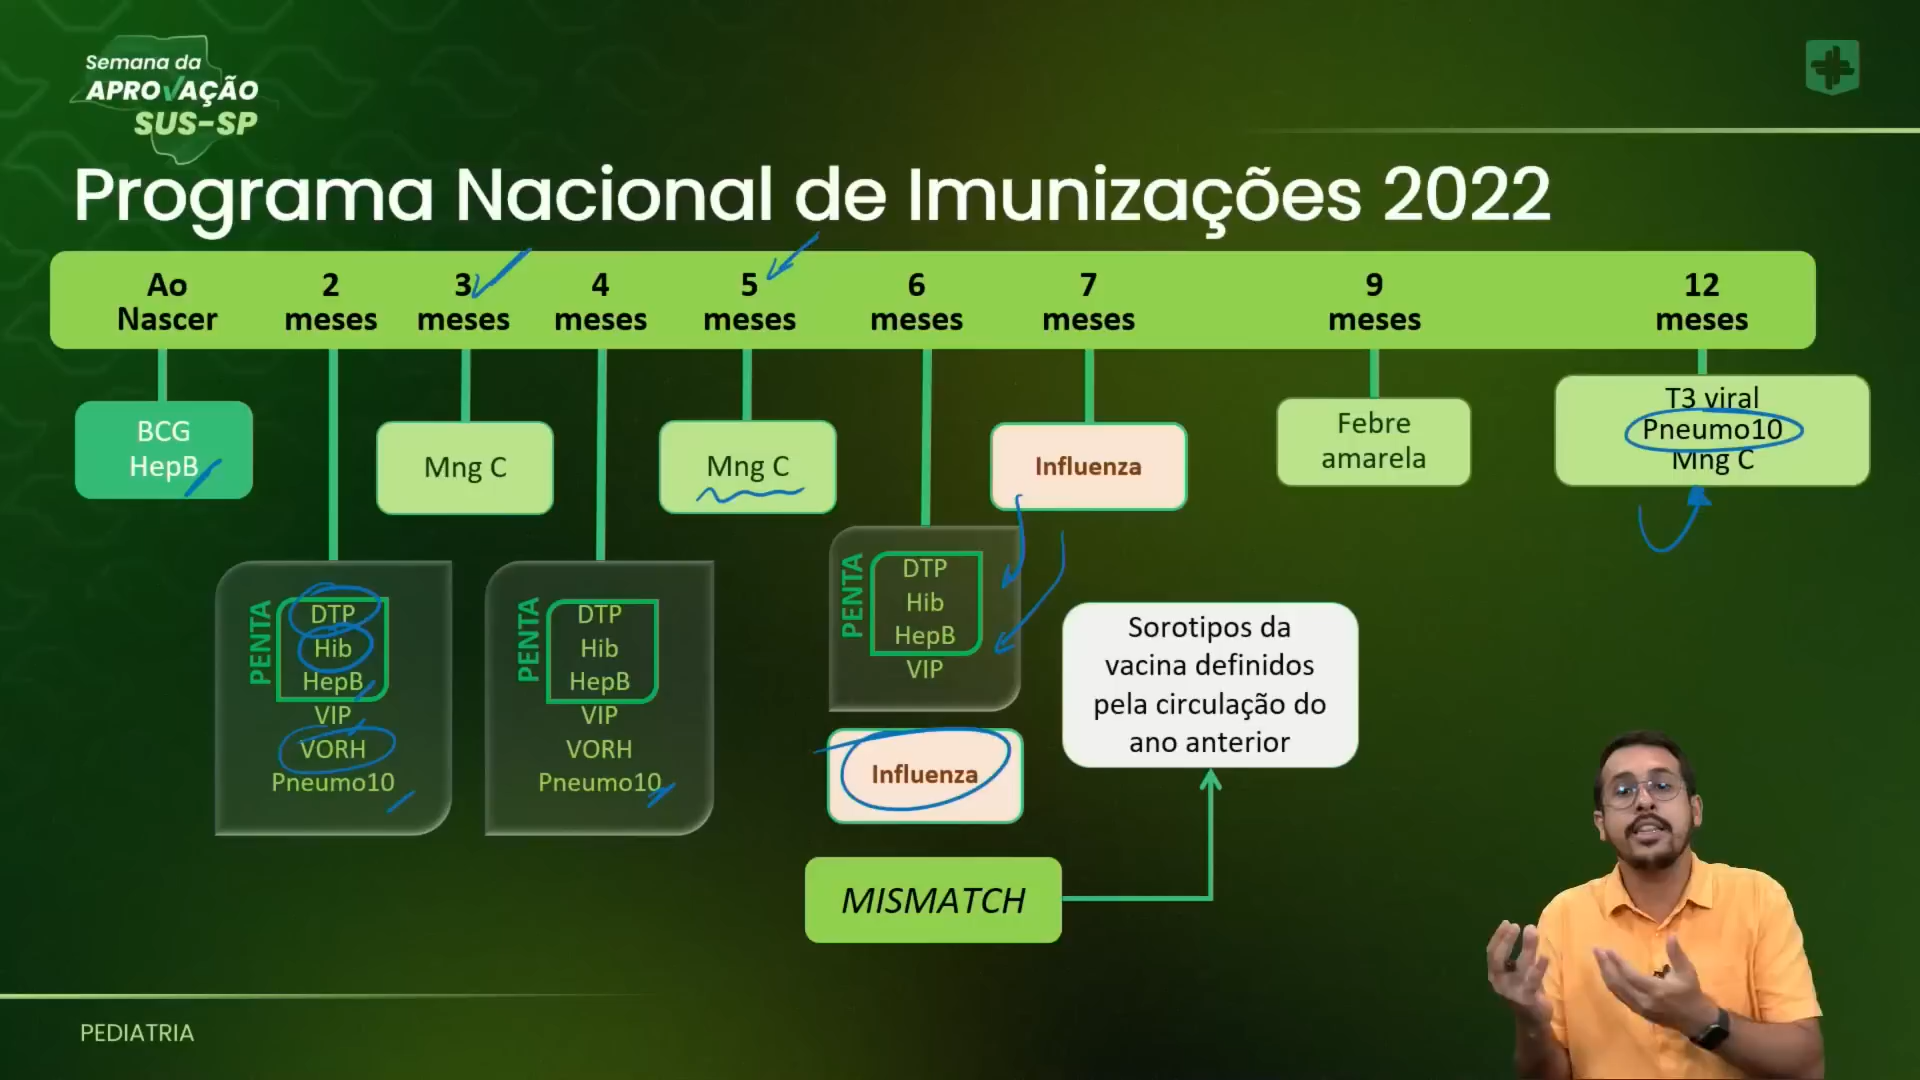 Semana da
APROVAÇÃO
SUS-SP
Programa Nacional de Imunizações 2022
Ao
Nascer
2
meses
3
meses
4
meses
5
meses
6
meses
7
meses
9
meses
12
meses
BCG
HepB
Mng C
Mng C
Influenza
Febre
amarela
T3 viral
Pneumo10
Mng C
PENTA
DTP
Hib
HepB
VIP
VORH
Pneumo10
PENTA
DTP
Hib
HepB
VIP
VORH
Pneumo10
PENTA
DTP
Hib
HepB
VIP
Influenza
Sorotipos da
vacina definidos
pela circulação do
ano anterior
MISMATCH
PEDIATRIA